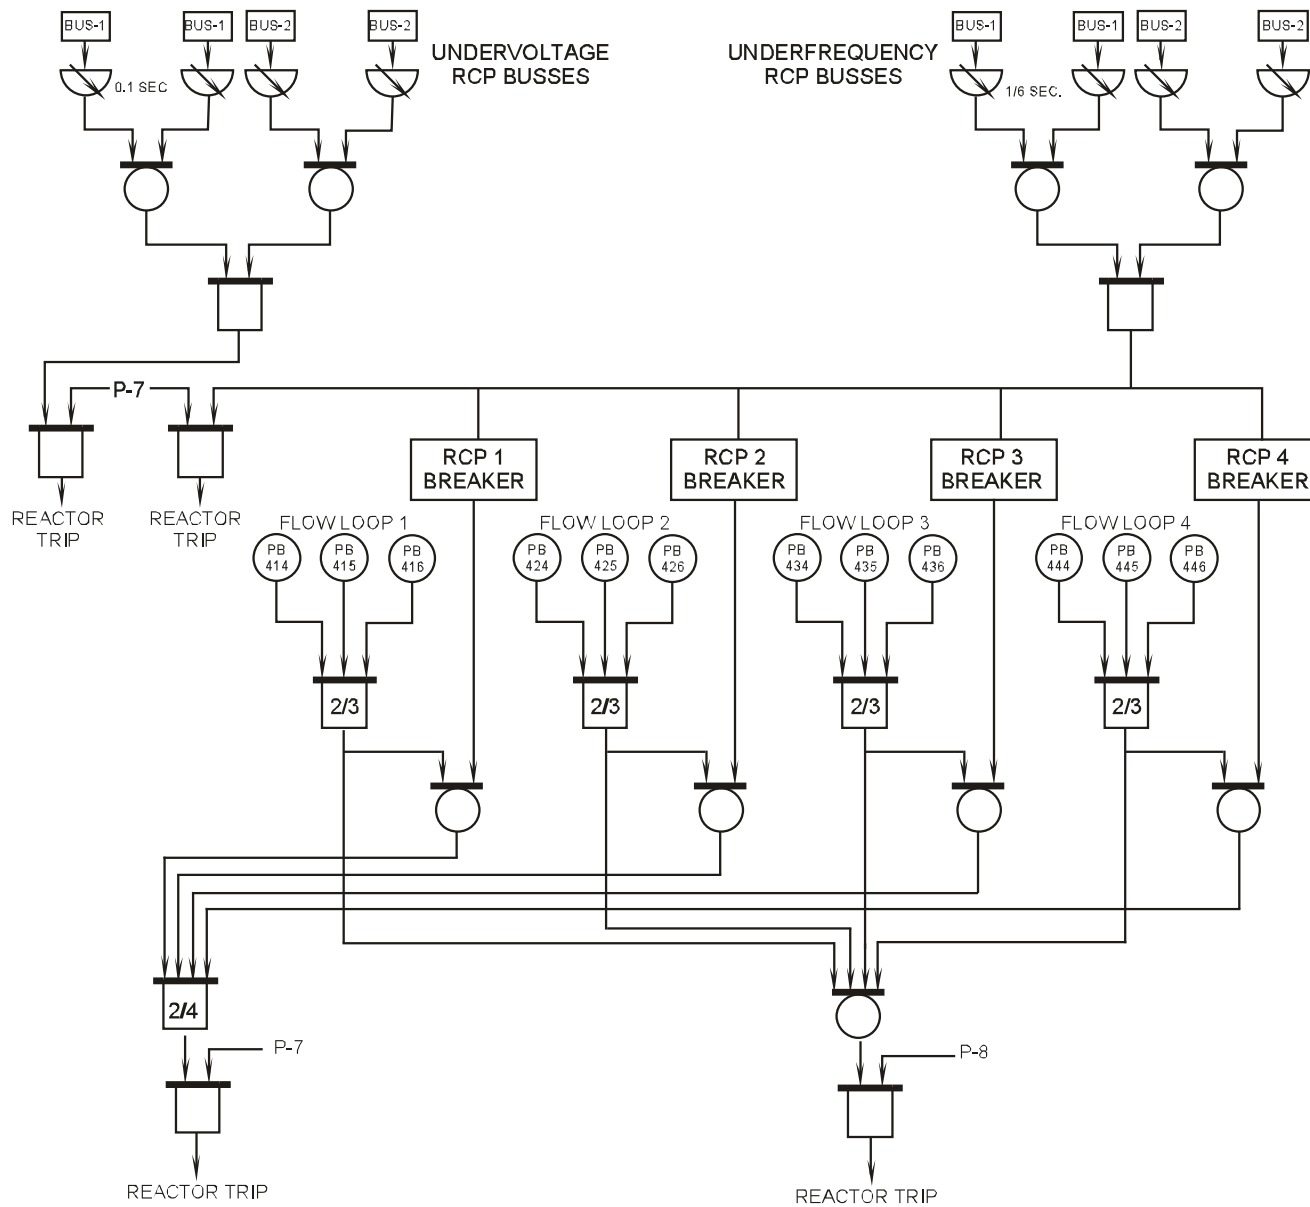 BUS-1
BUS-1
BUS-2
BUS-2
UNDERVOLTAGE
RCP BUSSES
0.1 SEC
UNDERFREQUENCY
RCP BUSSES
BUS-1
BUS-1
BUS-2
BUS-2
1/6 SEC.
P-7
REACTOR
TRIP
REACTOR
TRIP
RCP 1
BREAKER
RCP 2
BREAKER
RCP 3
BREAKER
RCP 4
BREAKER
FLOW LOOP 1
FLOW LOOP 2
FLOW LOOP 3
FLOW LOOP 4
PB
414
PB
415
PB
416
PB
424
PB
425
PB
426
PB
434
PB
435
PB
436
PB
444
PB
445
PB
446
2/3
2/3
2/3
2/3
2/4
P-7
P-8
REACTOR TRIP
REACTOR TRIP